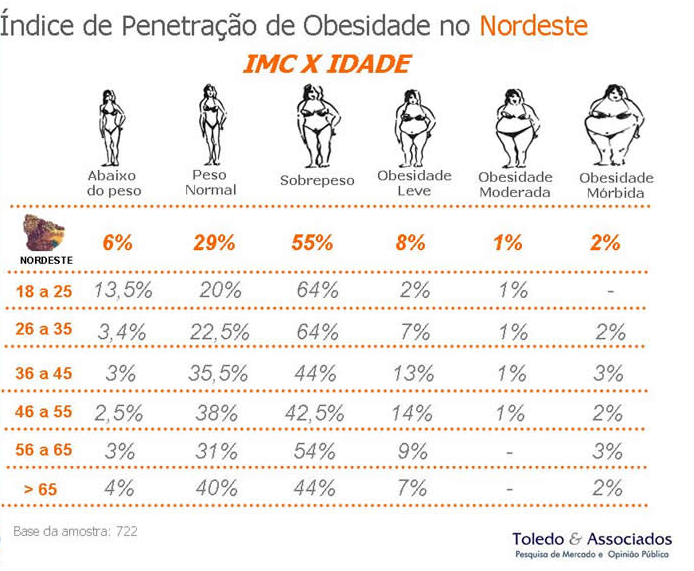 Índice de Penetração de Obesidade no Nordeste
IMC X IDADE
Abaixo do peso
Peso Normal
Sobrepeso
Obesidade Leve
Obesidade Moderada
Obesidade Mórbida
NORDESTE 6% 29% 55% 8% 1% 2%
18 a 25 13,5% 20% 64% 2% 1% -
26 a 35 3,4% 22,5% 64% 7% 1% 2%
36 a 45 3% 35,5% 44% 13% 1% 3%
46 a 55 2,5% 38% 42,5% 14% 1% 2%
56 a 65 3% 31% 54% 9% - 3%
> 65 4% 40% 44% 7% - 2%
Base da amostra: 722
Toledo & Associados
Pesquisa de Mercado e Opinião Pública